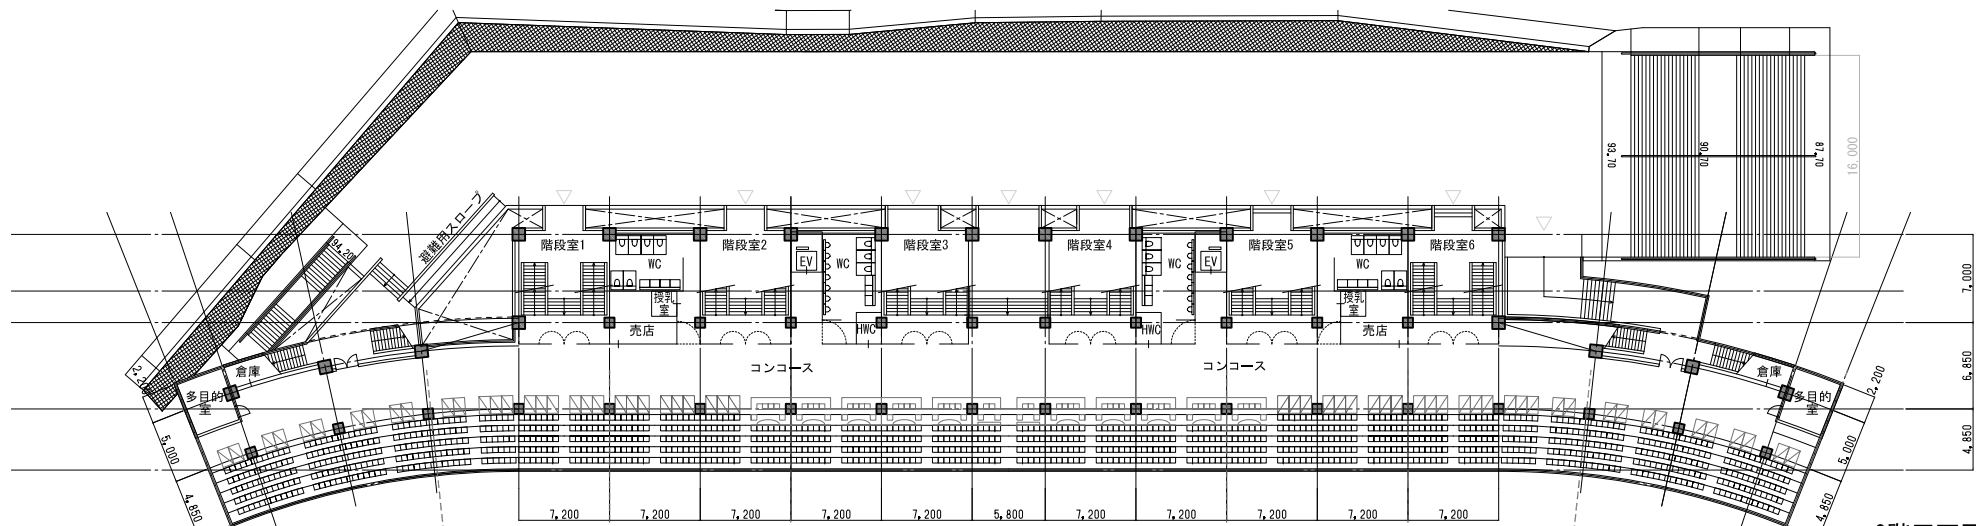 93.70
90.70
87.70
16,000
94.20
避難用スロープ
階段室1
階段室2
階段室3
階段室4
階段室5
階段室6
WC
EV
WC
WC
EV
WC
授乳
室
授乳
室
売店
HWC
HWC
売店
コンコース
コンコース
倉庫
多目的
室
倉庫
多目的
室
2,200
5,000
4,850
2,200
5,000
4,850
7,000
6,850
4,850
7,200
7,200
7,200
7,200
7,200
5,800
7,200
7,200
7,200
7,200
7,200